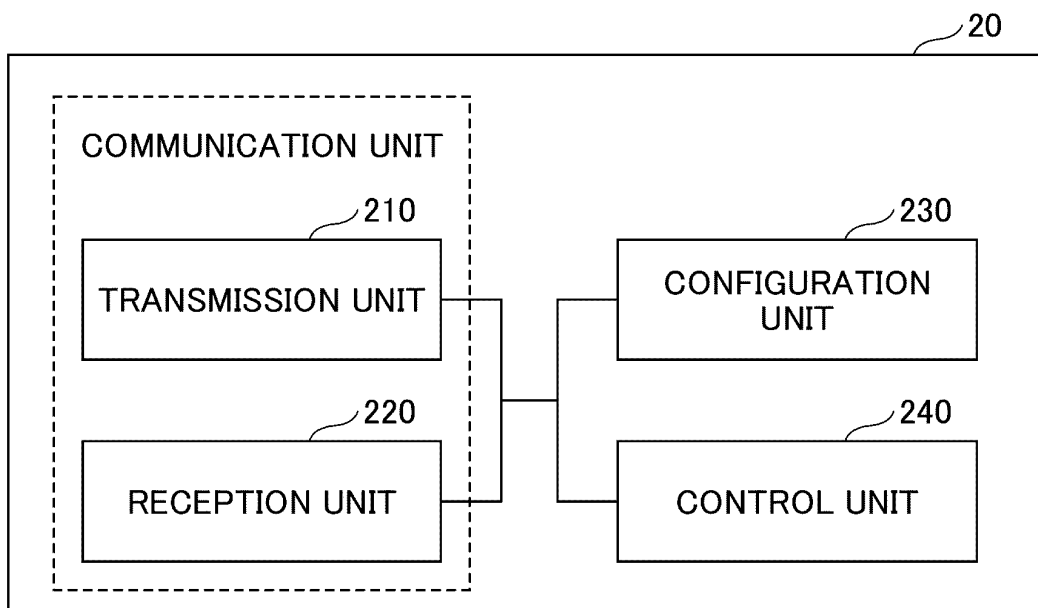 20
COMMUNICATION UNIT
210
TRANSMISSION UNIT
220
RECEPTION UNIT
230
CONFIGURATION
UNIT
240
CONTROL UNIT